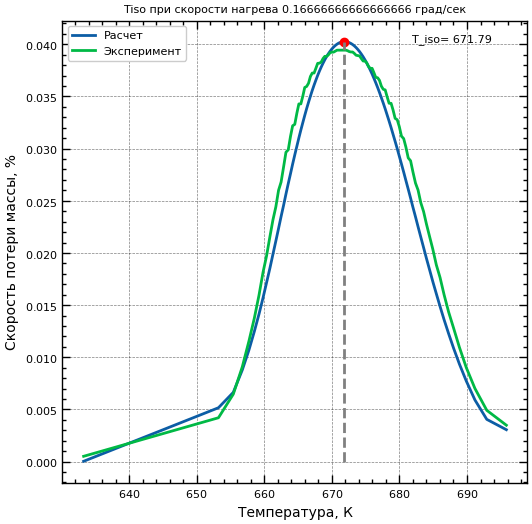 Tiso при скорости нагрева 0.16666666666666666 град/сек
Расчет
Эксперимент
T_iso= 671.79
0.040
0.035
0.030
0.025
0.020
0.015
0.010
0.005
0.000
Скорость потери массы, %
640 650 660 670 680 690
Температура, К